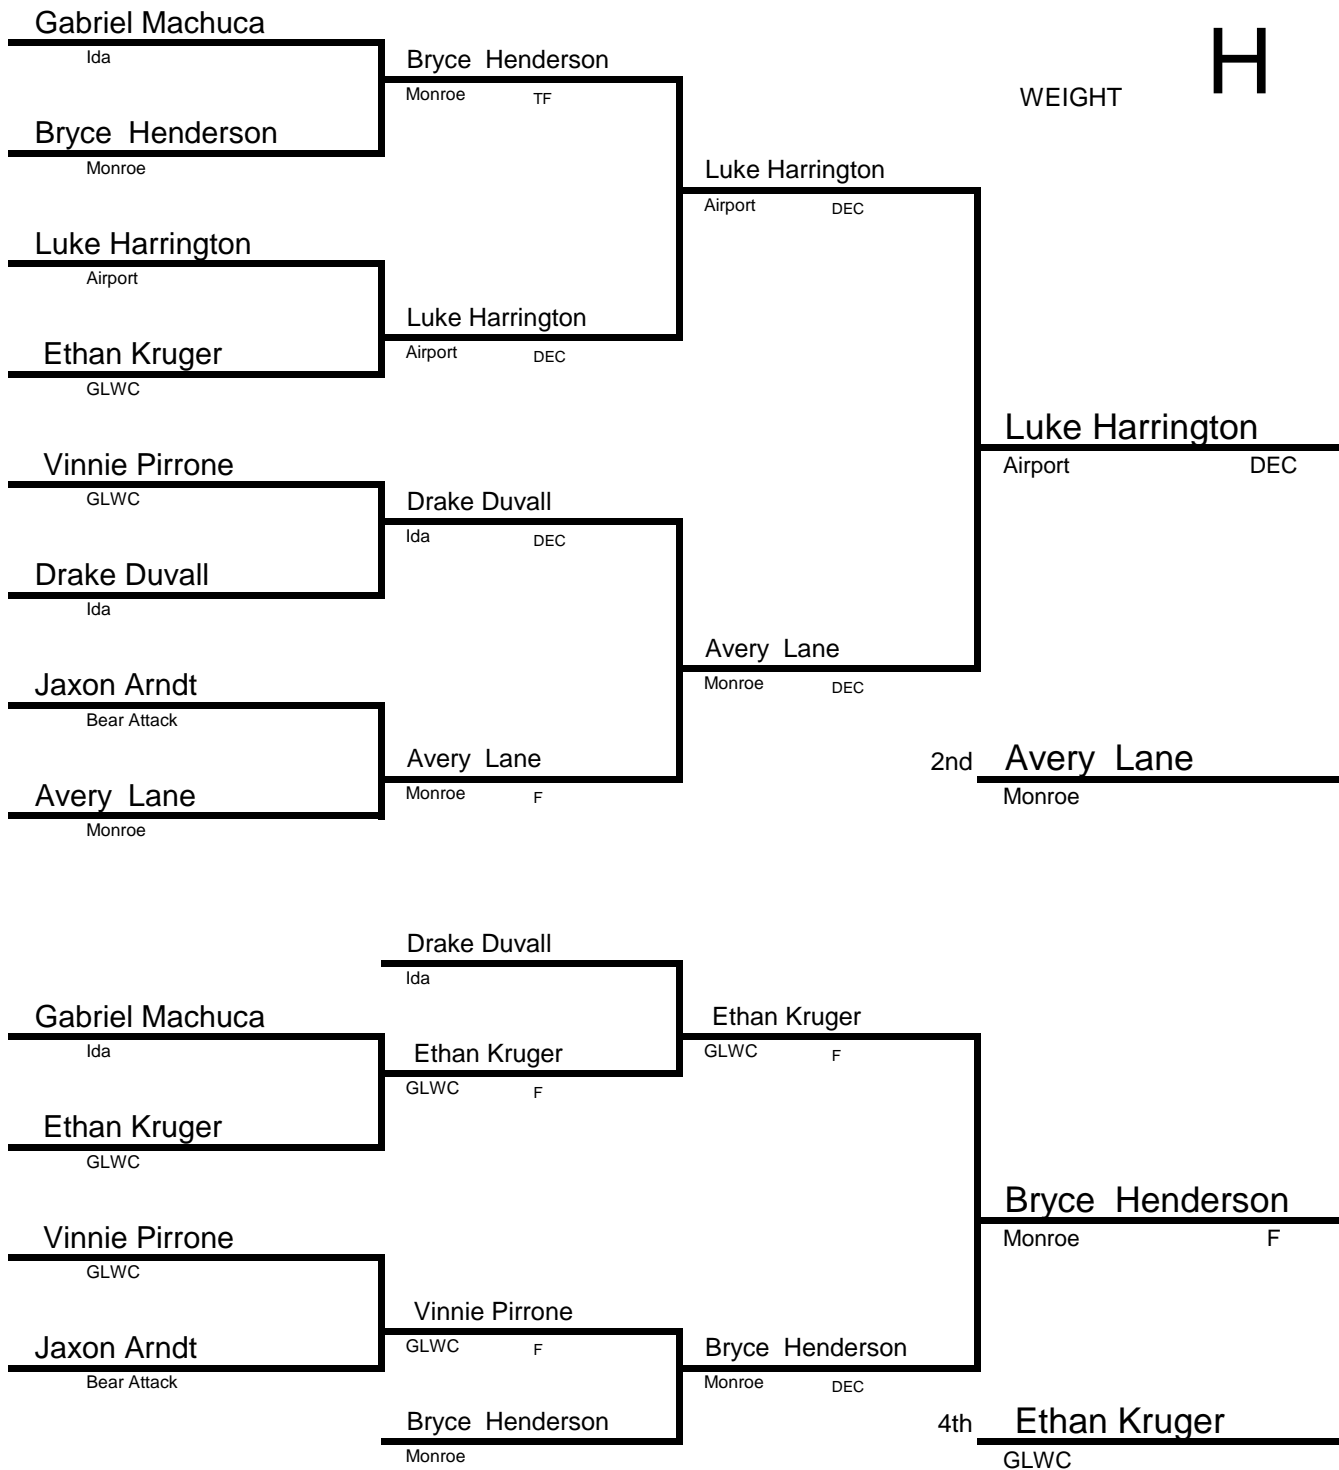 Gabriel Machuca
Ida
Bryce Henderson
Monroe TF
H
WEIGHT
Bryce Henderson
Monroe
Luke Harrington
Airport DEC
Luke Harrington
Airport
Luke Harrington
Airport DEC
Ethan Kruger
GLWC
Luke Harrington
Airport DEC
Vinnie Pirrone
GLWC
Drake Duvall
Ida DEC
Drake Duvall
Ida
Avery Lane
Monroe DEC
Jaxon Arndt
Bear Attack
Avery Lane
Monroe F
2nd Avery Lane
Monroe
Avery Lane
Monroe
Drake Duvall
Ida
Gabriel Machuca
Ida
Ethan Kruger
GLWC F
Ethan Kruger
GLWC F
Ethan Kruger
GLWC
Bryce Henderson
Monroe F
Vinnie Pirrone
GLWC
Vinnie Pirrone
GLWC F
Jaxon Arndt
Bear Attack
Bryce Henderson
Monroe DEC
Bryce Henderson
Monroe
4th Ethan Kruger
GLWC